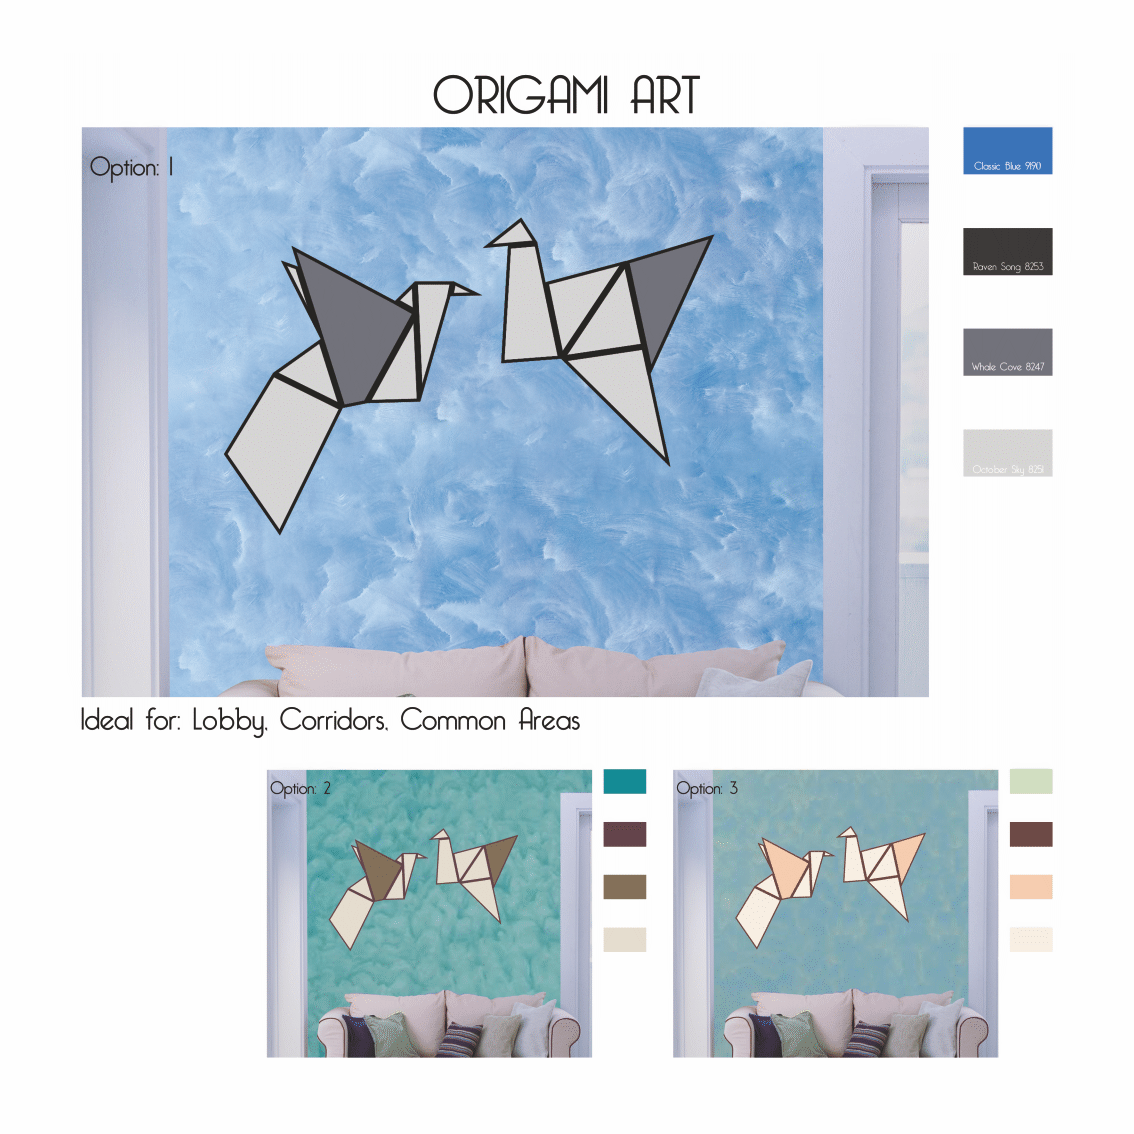 ORIGAMI ART
Option: 1
Classic Blue 9190
Raven Song 8253
Whale Cove 8247
October Sky 8251
Ideal for: Lobby, Corridors, Common Areas
Option: 2
Option: 3